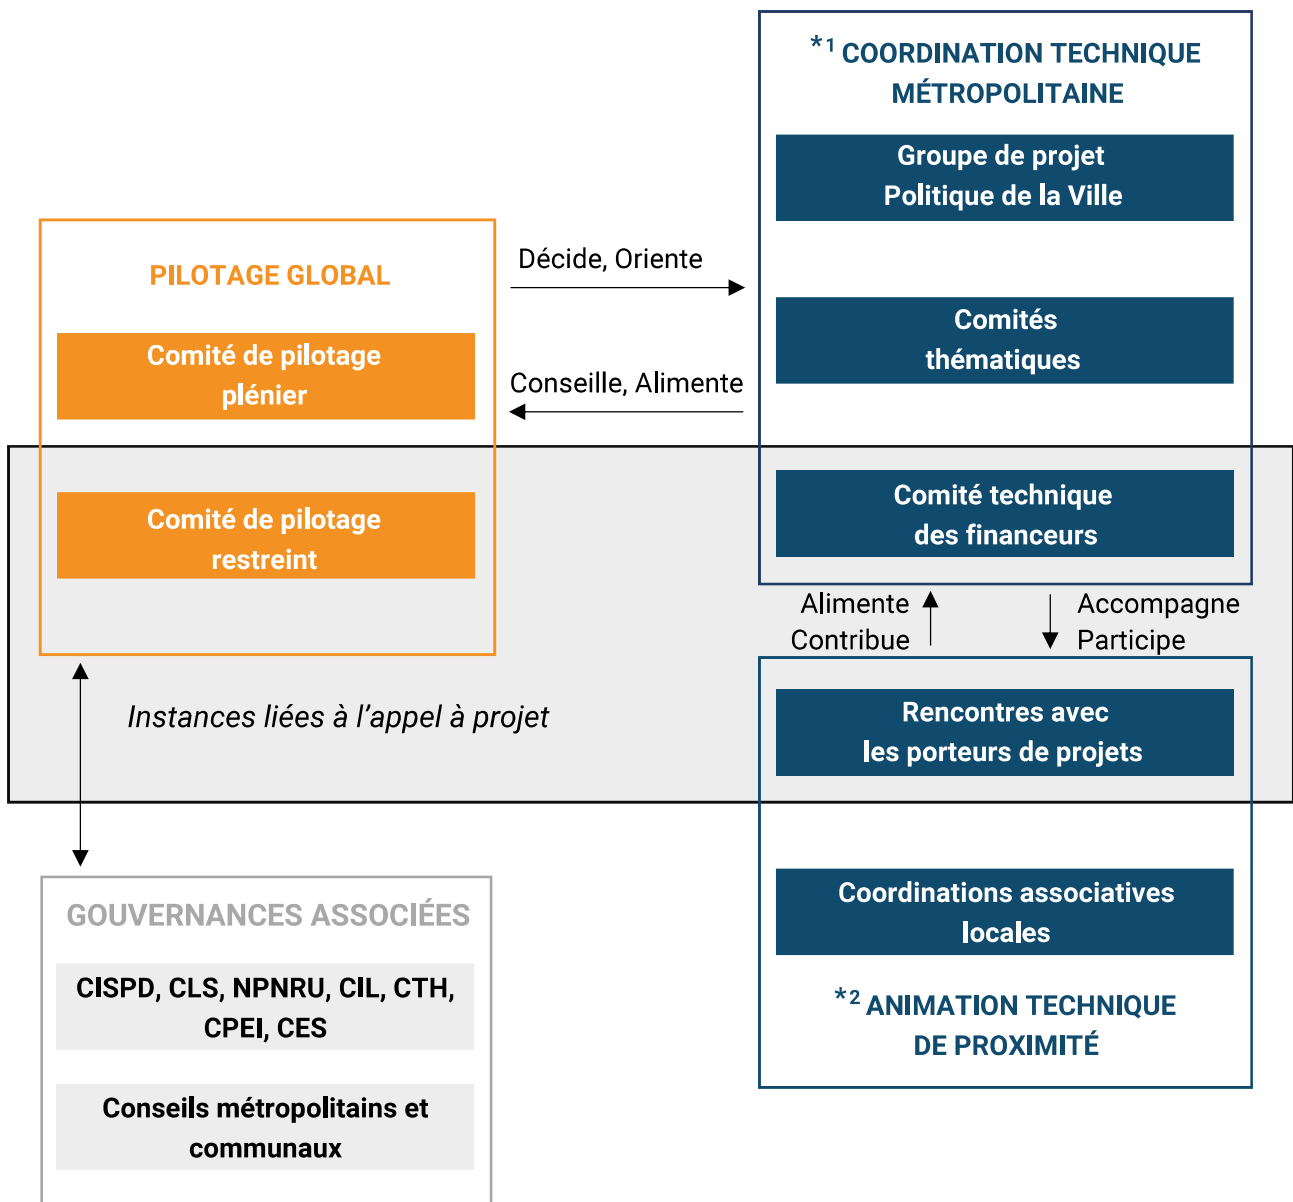 *1 COORDINATION TECHNIQUE
MÉTROPOLITAINE
Groupe de projet
Politique de la Ville
Comités
thématiques
Comité technique
des financeurs
PILOTAGE GLOBAL
Comité de pilotage
plénier
Comité de pilotage
restreint
Décide, Oriente
Conseille, Alimente
Alimente
Contribue
Accompagne
Participe
Instances liées à l’appel à projet
Rencontres avec
les porteurs de projets
Coordinations associatives
locales
*2 ANIMATION TECHNIQUE
DE PROXIMITÉ
GOUVERNANCES ASSOCIÉES
CISPD, CLS, NPNRU, CIL, CTH,
CPEI, CES
Conseils métropolitains et
communaux